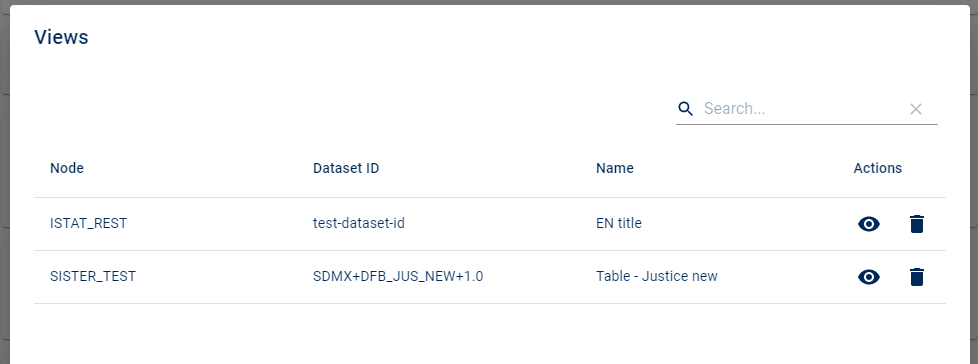 Views
Search...
Node Dataset ID Name Actions
ISTAT_REST test-dataset-id EN title
SISTER_TEST SDMX+DFB_JUS_NEW+1.0 Table - Justice new